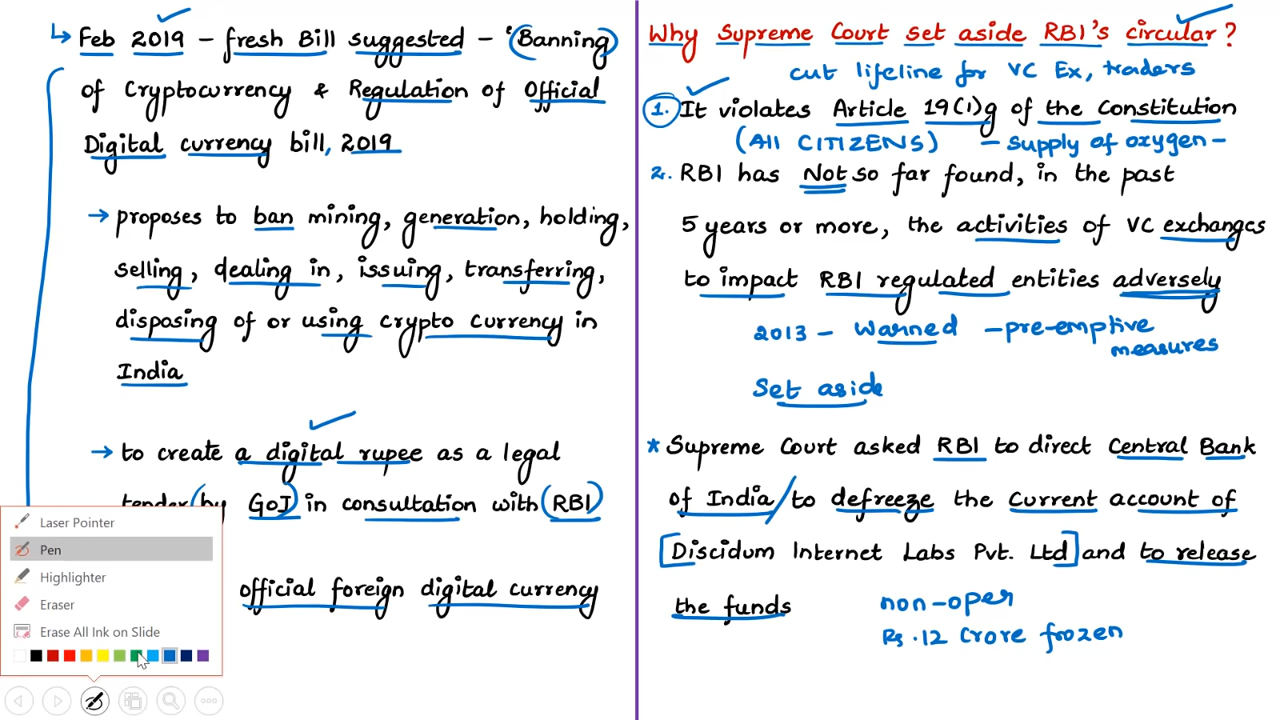 Feb 2019 – fresh Bill suggested – 'Banning
of Cryptocurrency & Regulation of Official
Digital currency bill, 2019
→ proposes to ban mining, generation, holding,
selling, dealing in, issuing, transferring,
disposing of or using crypto currency in
India
→ to create a digital rupee as a legal
tender by GoI in consultation with RBI
official foreign digital currency
Laser Pointer
Pen
Highlighter
Eraser
Erase All Ink on Slide
Why Supreme Court set aside RBI's circular?
cut lifeline for VC Ex, traders
1. It violates Article 19(1)g of the Constitution
(All CITIZENS) – supply of oxygen –
2. RBI has Not so far found, in the past
5 years or more, the activities of VC exchanges
to impact RBI regulated entities adversely
2013 – Warned – pre-emptive
measures
Set aside
* Supreme Court asked RBI to direct Central Bank
of India / to defreeze the current account of
[Discidum Internet Labs Pvt. Ltd] and to release
the funds
non-oper
Rs. 12 Crore frozen